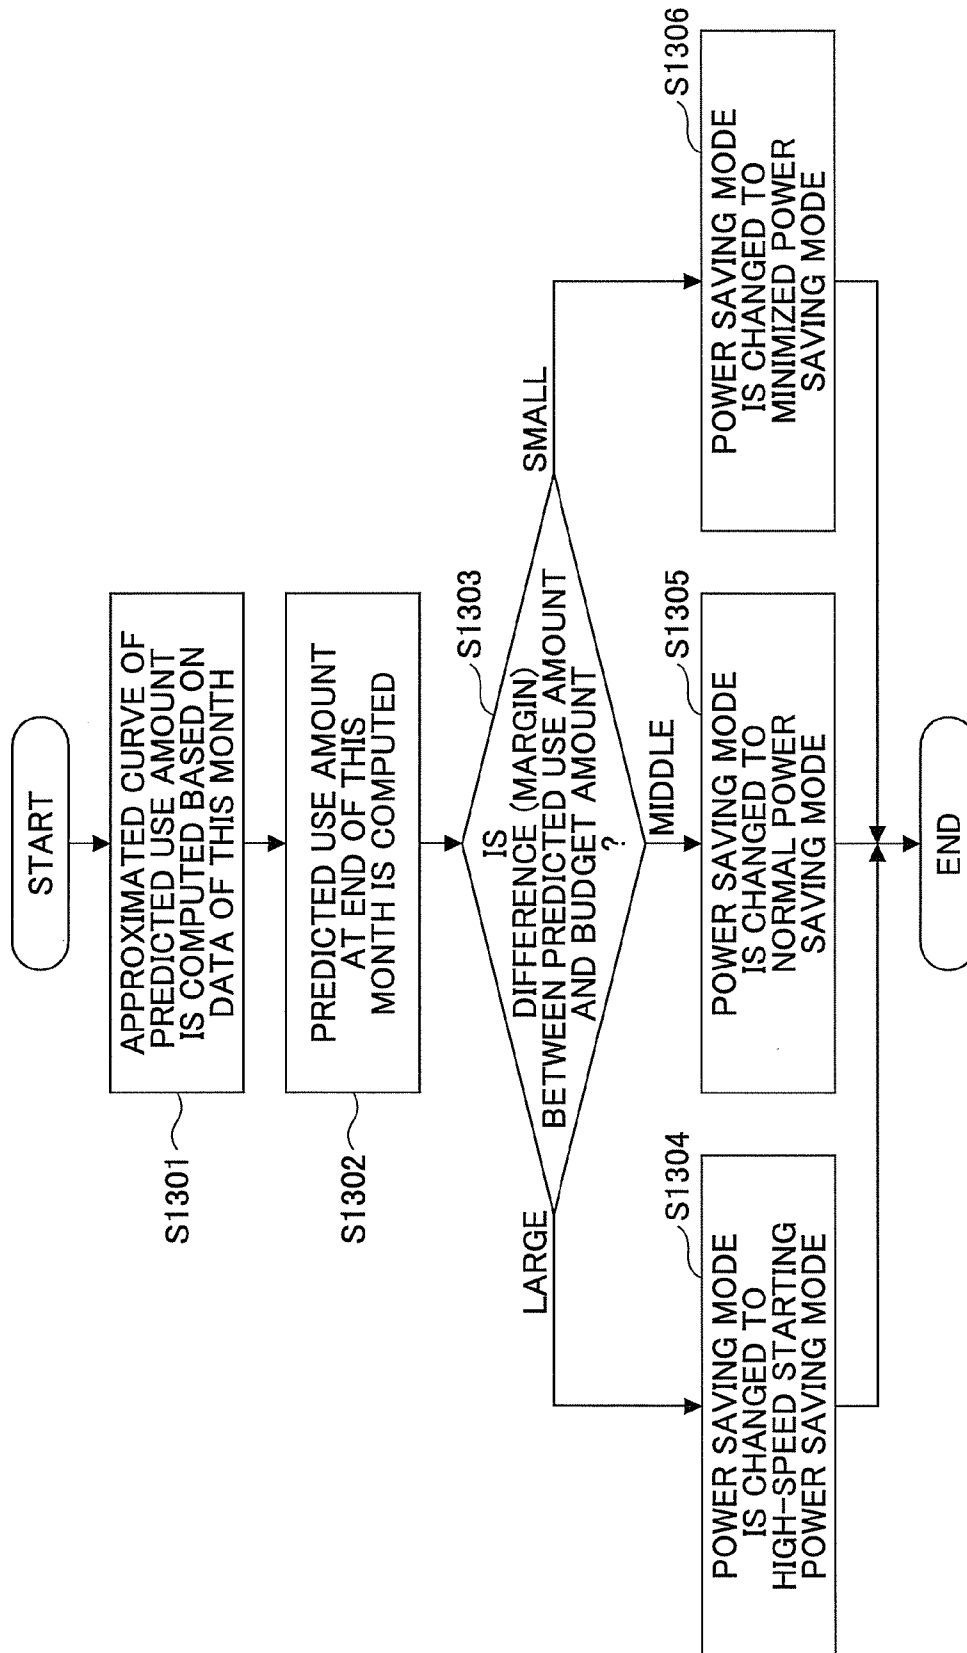 START
APPROXIMATED CURVE OF
PREDICTED USE AMOUNT
IS COMPUTED BASED ON
DATA OF THIS MONTH
S1301
PREDICTED USE AMOUNT
AT END OF THIS
MONTH IS COMPUTED
S1302
IS
DIFFERENCE (MARGIN)
BETWEEN PREDICTED USE AMOUNT
AND BUDGET AMOUNT
?
S1303
LARGE
MIDDLE
SMALL
S1304
POWER SAVING MODE
IS CHANGED TO
HIGH-SPEED STARTING
POWER SAVING MODE
S1305
POWER SAVING MODE
IS CHANGED TO
NORMAL POWER
SAVING MODE
S1306
POWER SAVING MODE
IS CHANGED TO
MINIMIZED POWER
SAVING MODE
END